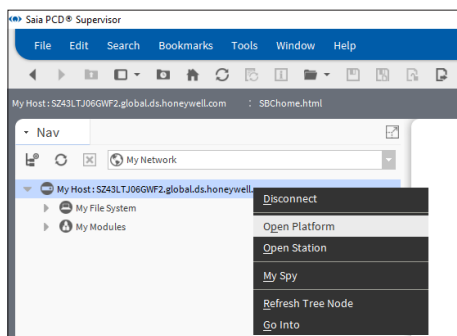 Saia PCD® Supervisor
File Edit Search Bookmarks Tools Window Help
My Host : SZ43LTJ06GWF2.global.ds.honeywell.com : SBChome.html
Nav
My Network
My Host : SZ43LTJ06GWF2.global.ds.honeywell.
My File System
My Modules
Disconnect
Open Platform
Open Station
My Spy
Refresh Tree Node
Go Into